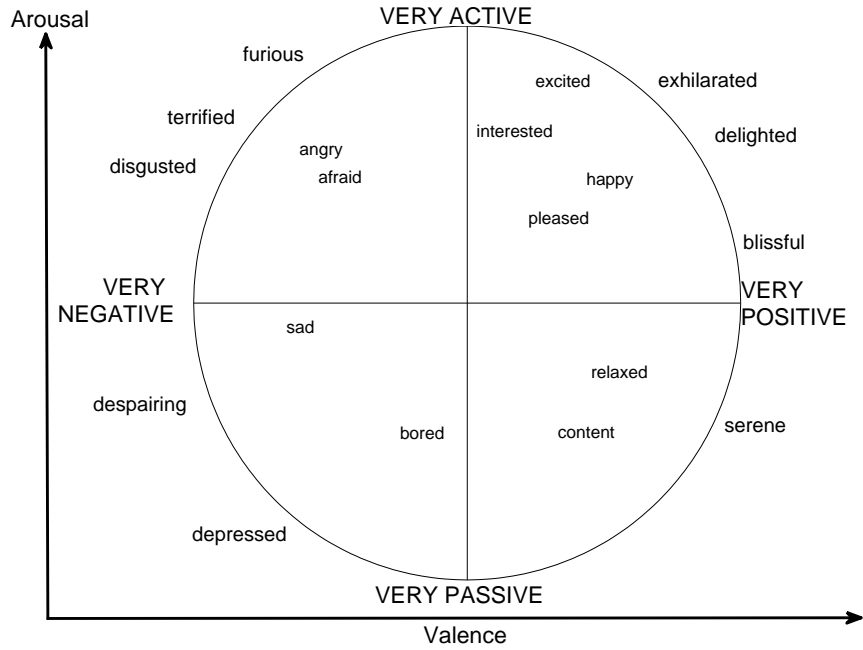 VERY ACTIVE
Arousal
furious
excited
exhilarated
terrified
interested
delighted
angry
disgusted
afraid
happy
pleased
blissful
VERY
NEGATIVE
VERY
POSITIVE
sad
relaxed
despairing
bored
content
serene
depressed
VERY PASSIVE
Valence